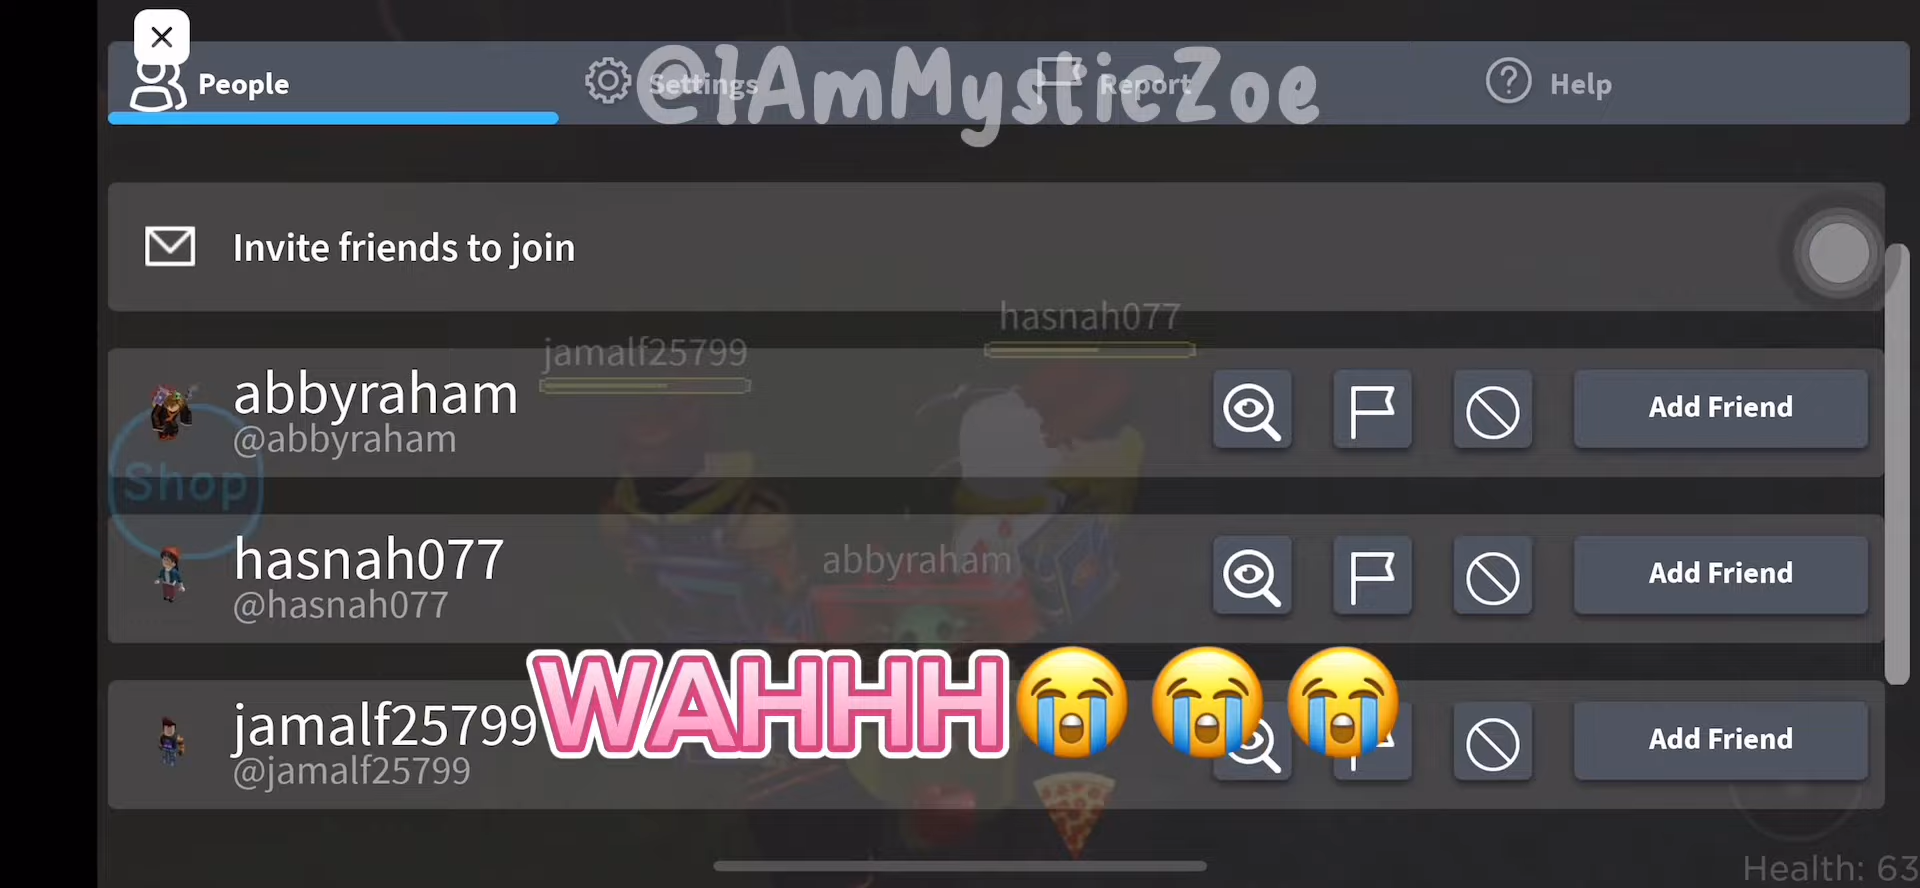 People
Settings
Report
Help
@IAmMysticZoe
Invite friends to join
hasnah077
jamalf25799
abbyraham
@abbyraham
Add Friend
Shop
hasnah077
@hasnah077
abbyraham
Add Friend
WAHHH😭😭😭
jamalf25799
@jamalf25799
Add Friend
Health: 63